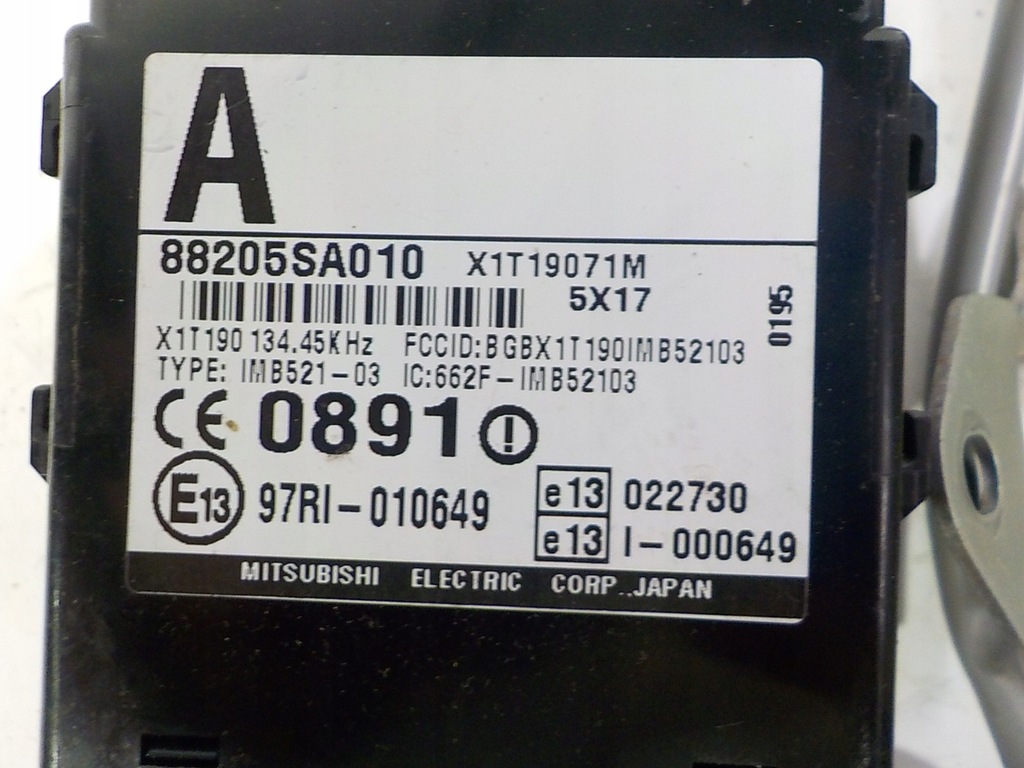 A
88205SA010 X1T19071M
5X17
0195
X1T190 134.45KHz FCCID:BGBX1T190IMB52103
TYPE: IMB521-03 IC:662F-IMB52103
CE 0891
E13 97RI-010649 e13 022730
e13 I-000649
MITSUBISHI ELECTRIC CORP..JAPAN